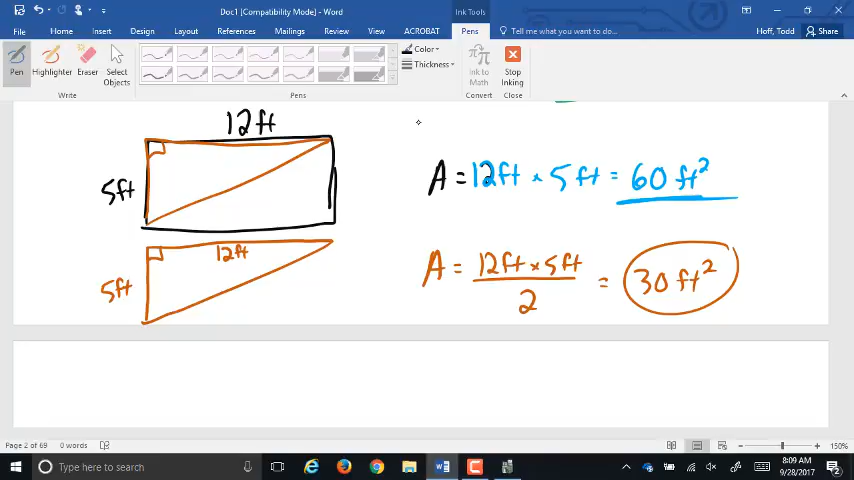 Doc1 [Compatibility Mode] - Word
Ink Tools
Hoff, Todd
File Home Insert Design Layout References Mailings Review View ACROBAT Pens Tell me what you want to do... Share
Pen Highlighter Eraser Select Objects
Color
Thickness
Ink to Math
Stop Inking
Write Pens Convert Close
12ft
5ft
A = 12ft × 5ft = 60 ft²
12ft
5ft
A = 12ft × 5ft / 2 = 30 ft²
Page 2 of 69 0 words 150%
Type here to search
8:09 AM
9/28/2017
2